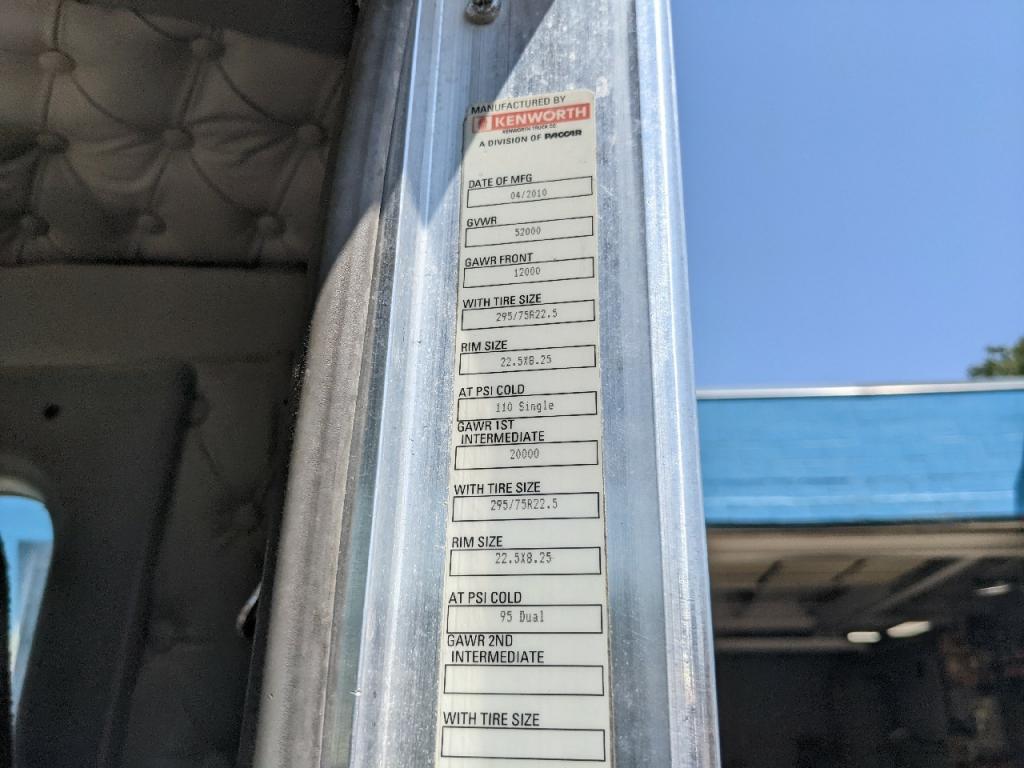 MANUFACTURED BY
KENWORTH
KENWORTH TRUCK CO.
A DIVISION OF PACCAR
DATE OF MFG
04/2010
GVWR
52000
GAWR FRONT
12000
WITH TIRE SIZE
295/75R22.5
RIM SIZE
22.5X8.25
AT PSI COLD
110 Single
GAWR 1ST
INTERMEDIATE
20000
WITH TIRE SIZE
295/75R22.5
RIM SIZE
22.5X8.25
AT PSI COLD
95 Dual
GAWR 2ND
INTERMEDIATE
WITH TIRE SIZE